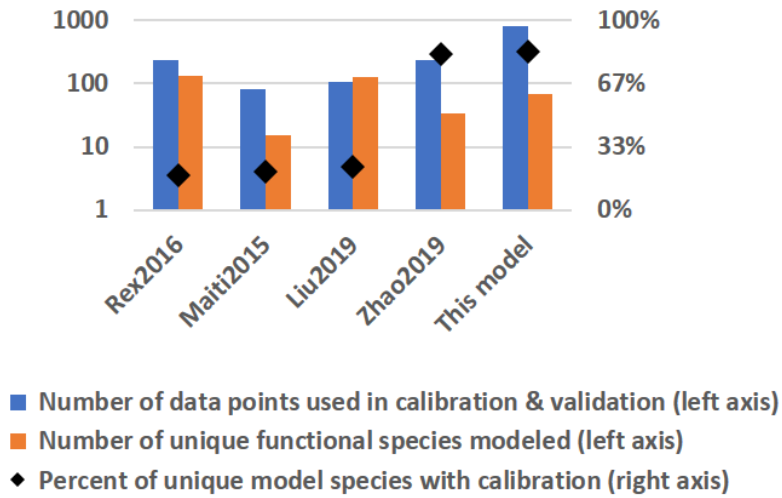 1000 100%
100 67%
10 33%
1 0%
Rex2016
Maiti2015
Liu2019
Zhao2019
This model
Number of data points used in calibration & validation (left axis)
Number of unique functional species modeled (left axis)
Percent of unique model species with calibration (right axis)